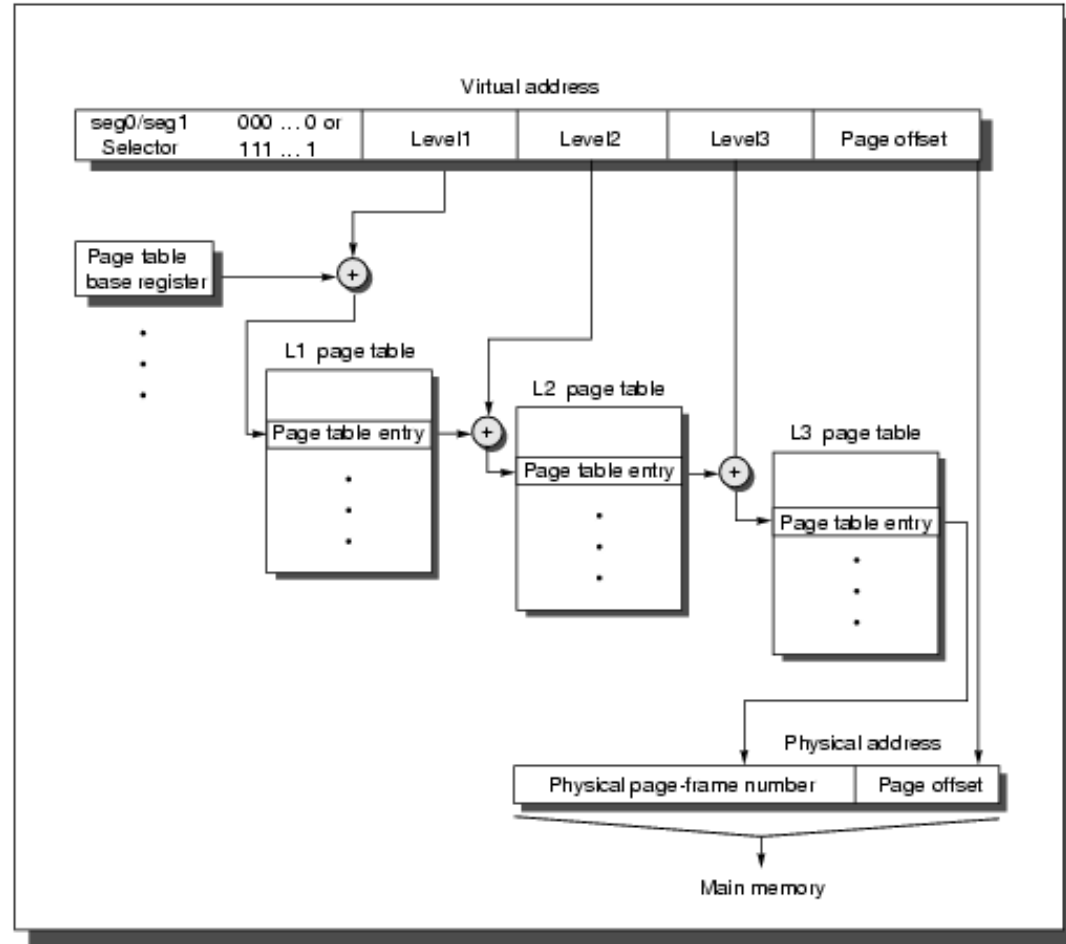 Virtual address
seg0/seg1 000 ... 0 or
Selector 111 ... 1
Level1
Level2
Level3
Page offset
Page table
base register
+
L1 page table
Page table entry
+
L2 page table
Page table entry
+
L3 page table
Page table entry
Physical address
Physical page-frame number
Page offset
Main memory